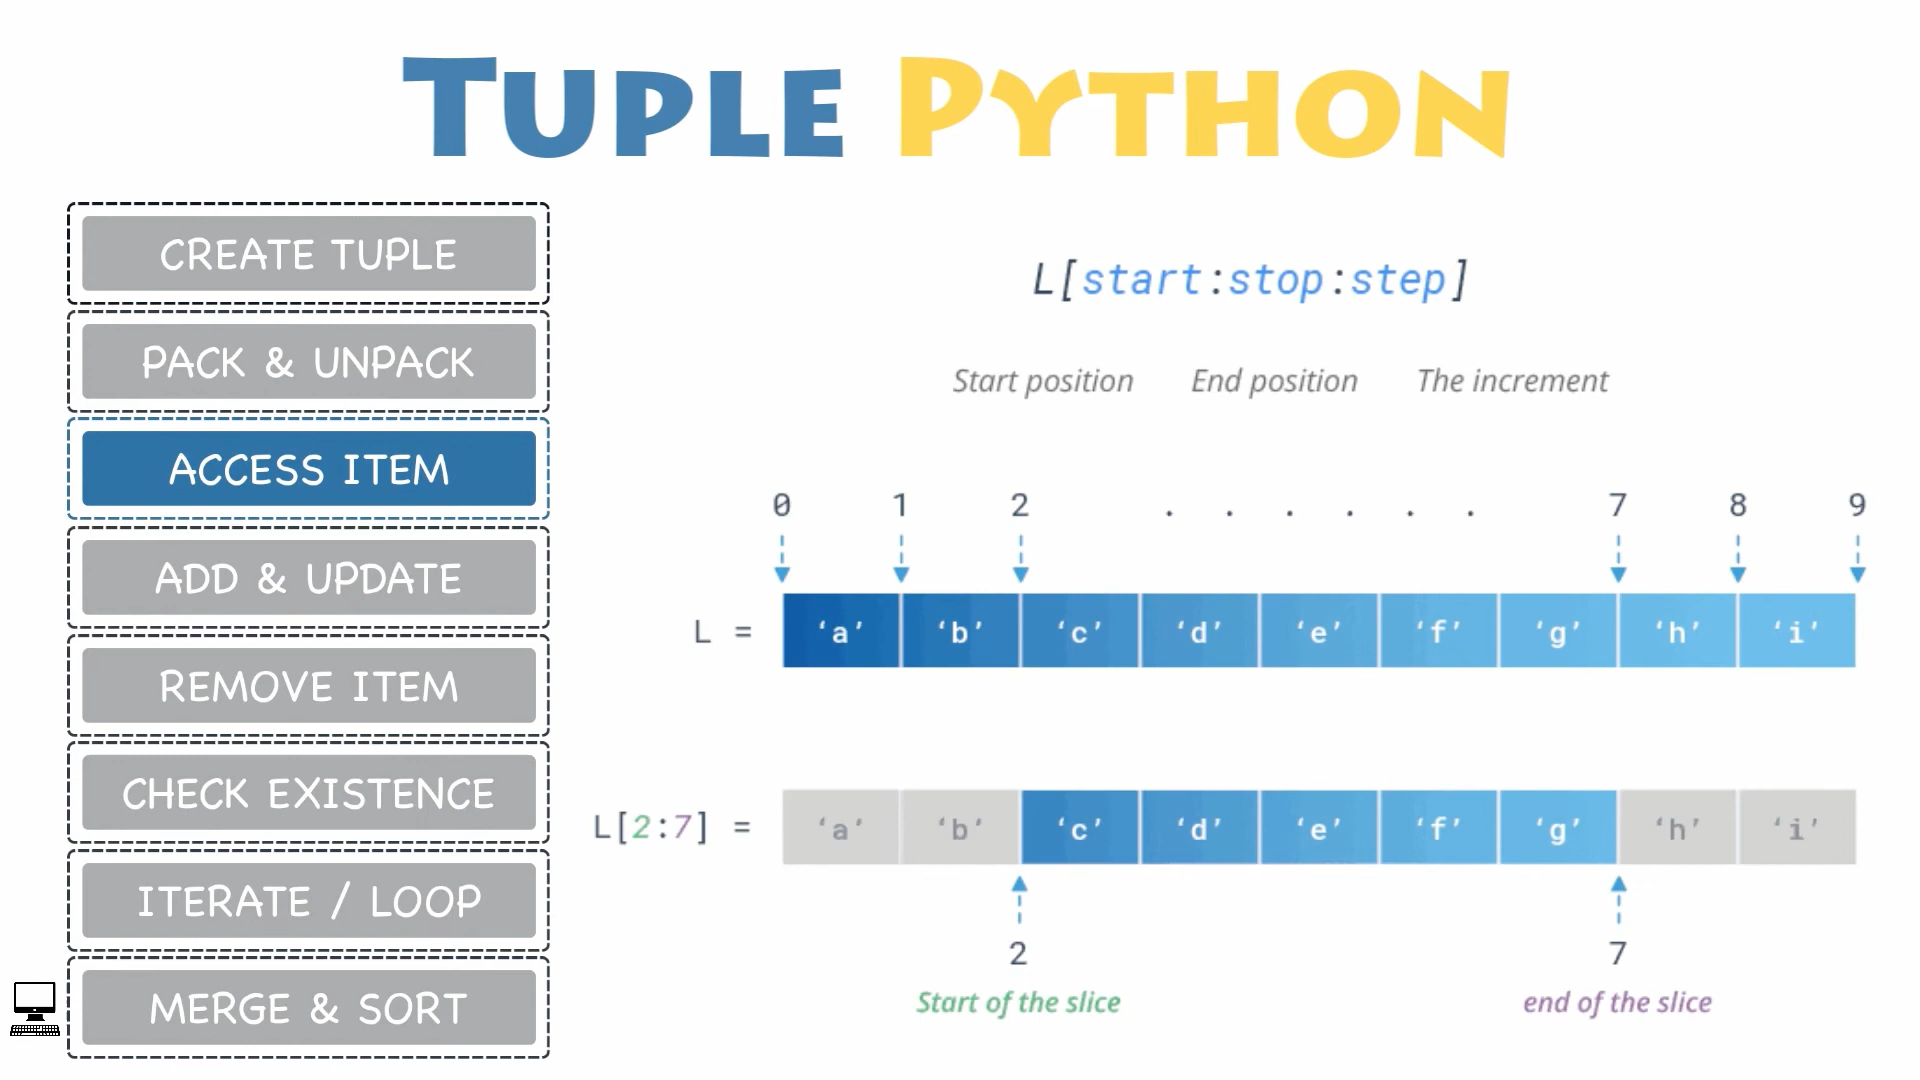 TUPLE PYTHON
CREATE TUPLE
PACK & UNPACK
ACCESS ITEM
ADD & UPDATE
REMOVE ITEM
CHECK EXISTENCE
ITERATE / LOOP
MERGE & SORT
L[start:stop:step]
Start position End position The increment
0 1 2 . . . . . . 7 8 9
L = ‘a’ ‘b’ ‘c’ ‘d’ ‘e’ ‘f’ ‘g’ ‘h’ ‘i’
L[2:7] = ‘a’ ‘b’ ‘c’ ‘d’ ‘e’ ‘f’ ‘g’ ‘h’ ‘i’
2 7
Start of the slice end of the slice